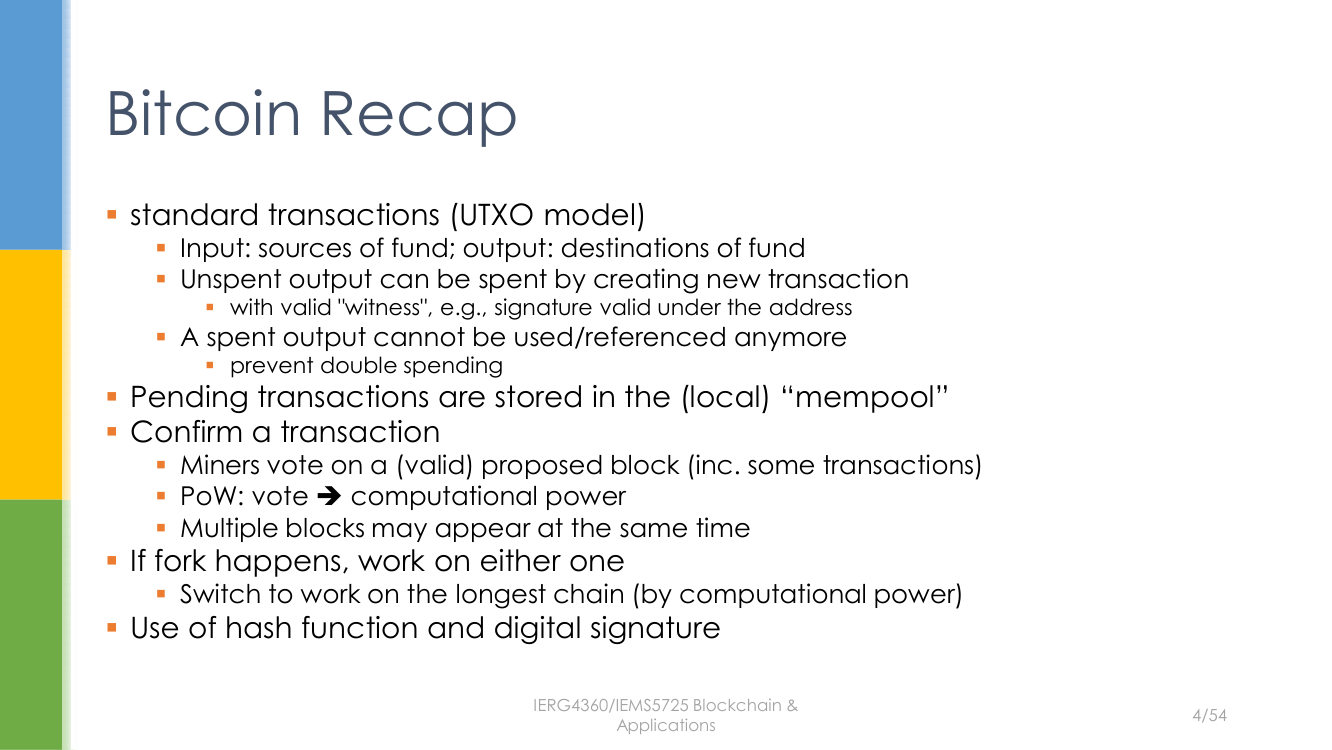 Bitcoin Recap
▪ standard transactions (UTXO model)
▪ Input: sources of fund; output: destinations of fund
▪ Unspent output can be spent by creating new transaction
▪ with valid "witness", e.g., signature valid under the address
▪ A spent output cannot be used/referenced anymore
▪ prevent double spending
▪ Pending transactions are stored in the (local) “mempool”
▪ Confirm a transaction
▪ Miners vote on a (valid) proposed block (inc. some transactions)
▪ PoW: vote ➔ computational power
▪ Multiple blocks may appear at the same time
▪ If fork happens, work on either one
▪ Switch to work on the longest chain (by computational power)
▪ Use of hash function and digital signature
IERG4360/IEMS5725 Blockchain &
Applications
4/54